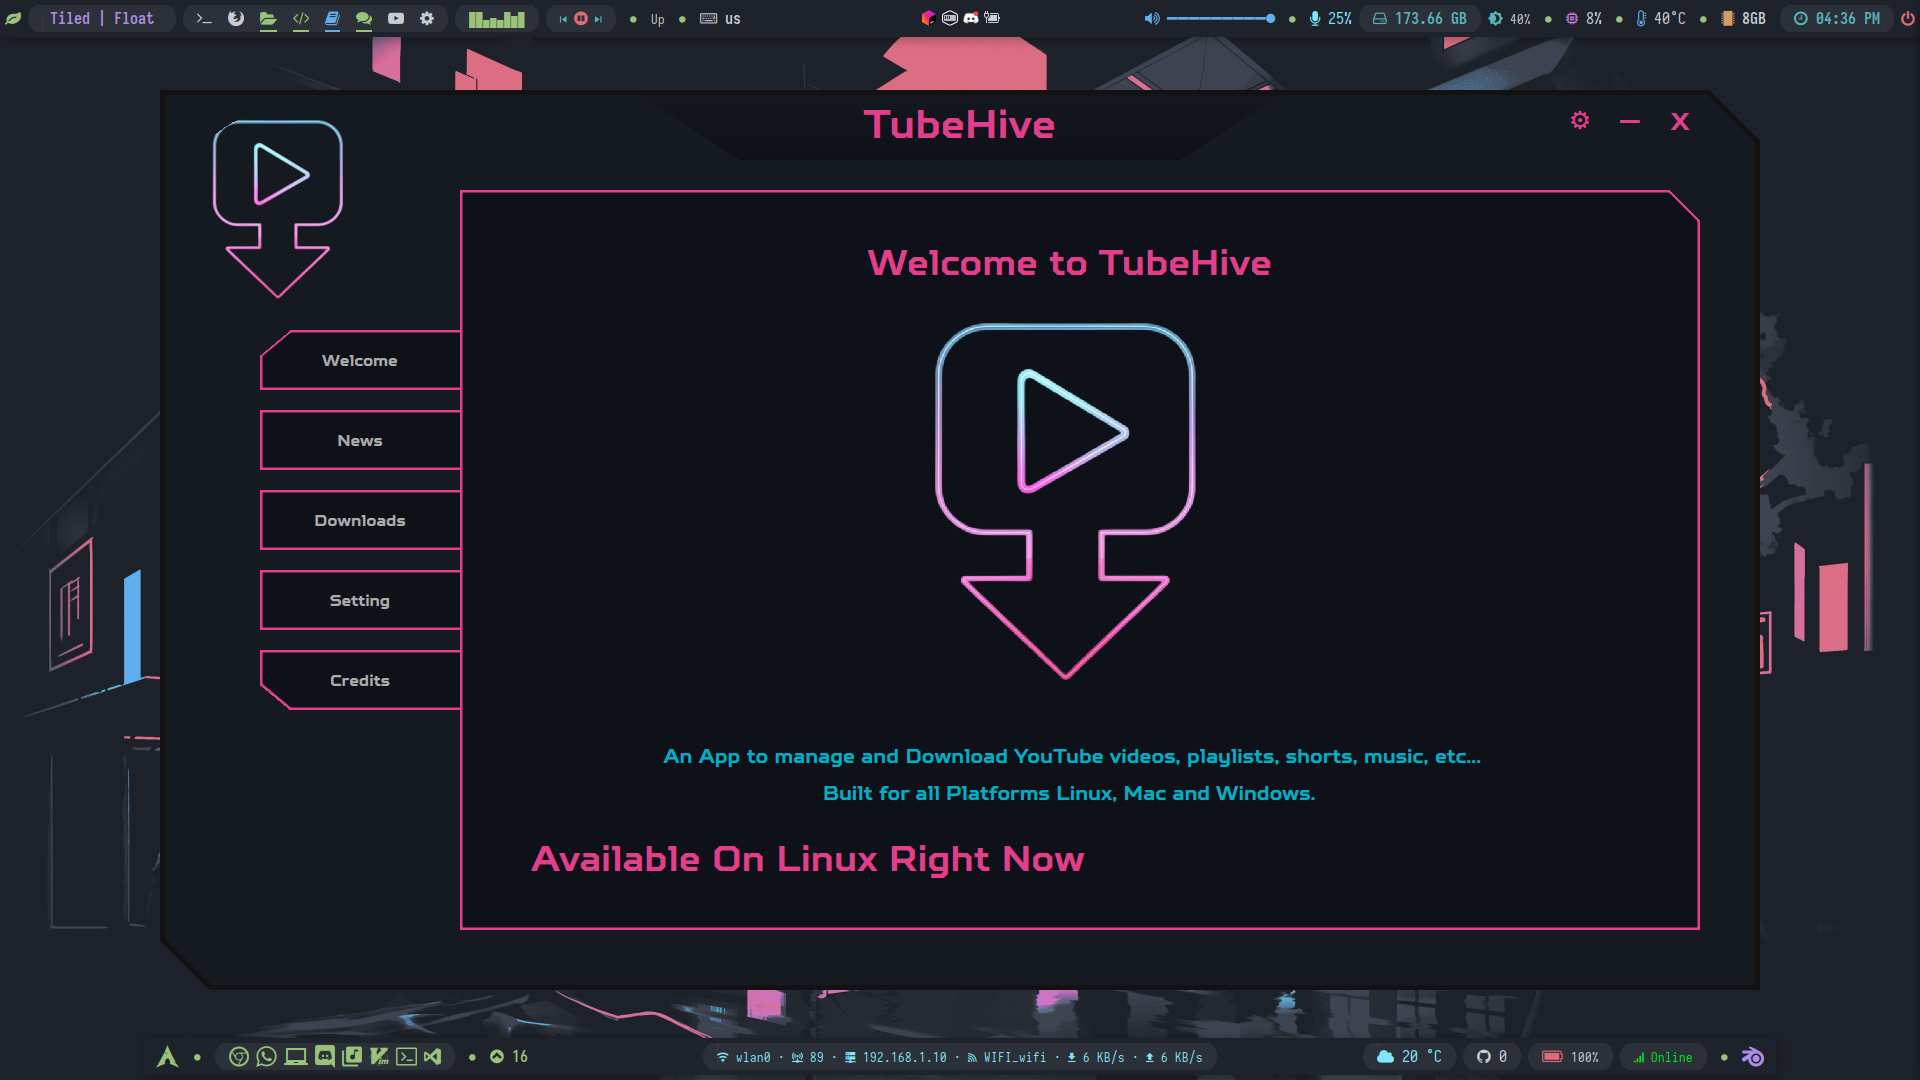 Tiled | Float
Up
us
25%
173.66 GB
40%
8%
40°C
8GB
04:36 PM
TubeHive
X
Welcome to TubeHive
Welcome
News
Downloads
Setting
Credits
An App to manage and Download YouTube videos, playlists, shorts, music, etc...
Built for all Platforms Linux, Mac and Windows.
Available On Linux Right Now
16
wlan0 · 89 · 192.168.1.10 · WIFI_wifi · 6 KB/s · 6 KB/s
20 °C
0
100%
Online